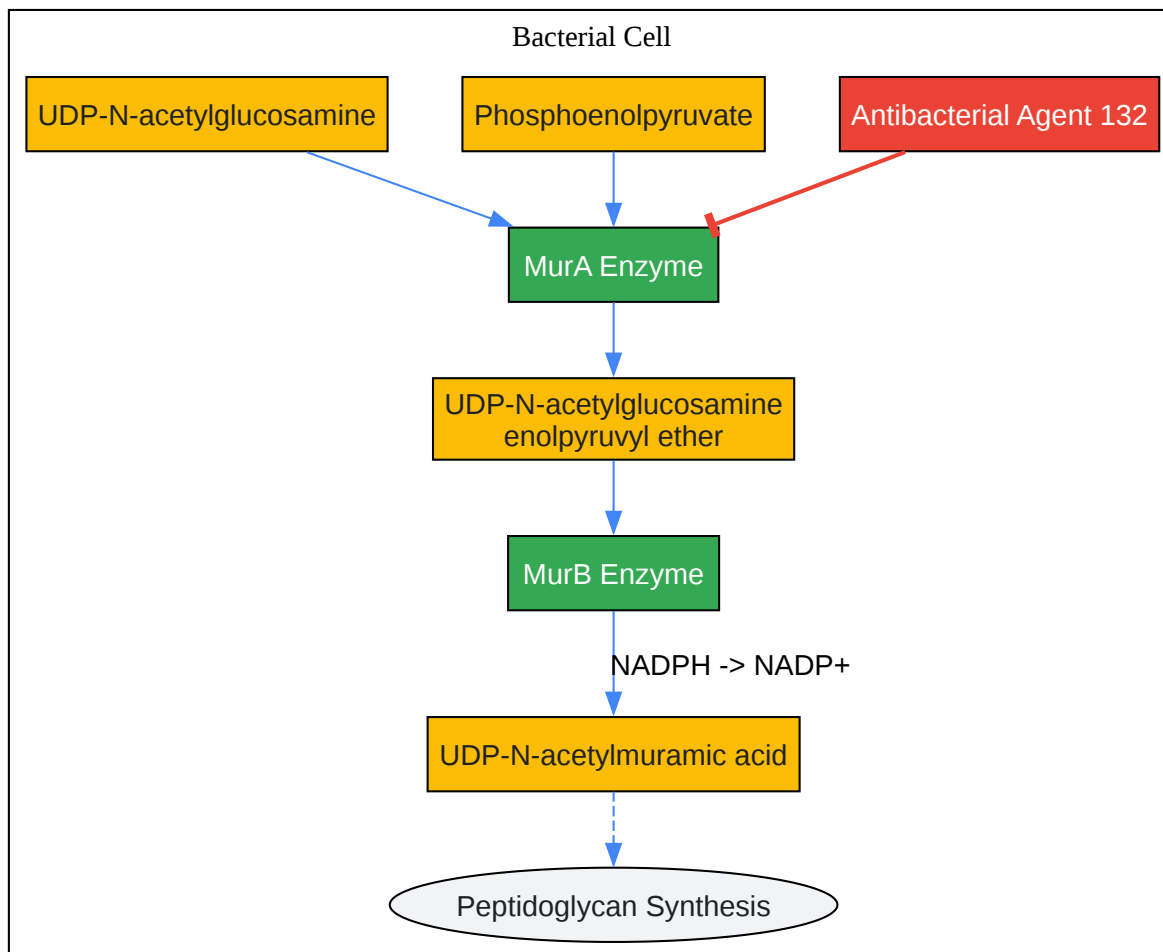 Bacterial Cell
UDP-N-acetylglucosamine
Phosphoenolpyruvate
Antibacterial Agent 132
MurA Enzyme
UDP-N-acetylglucosamine
enolpyruvyl ether
MurB Enzyme
NADPH -> NADP+
UDP-N-acetylmuramic acid
Peptidoglycan Synthesis